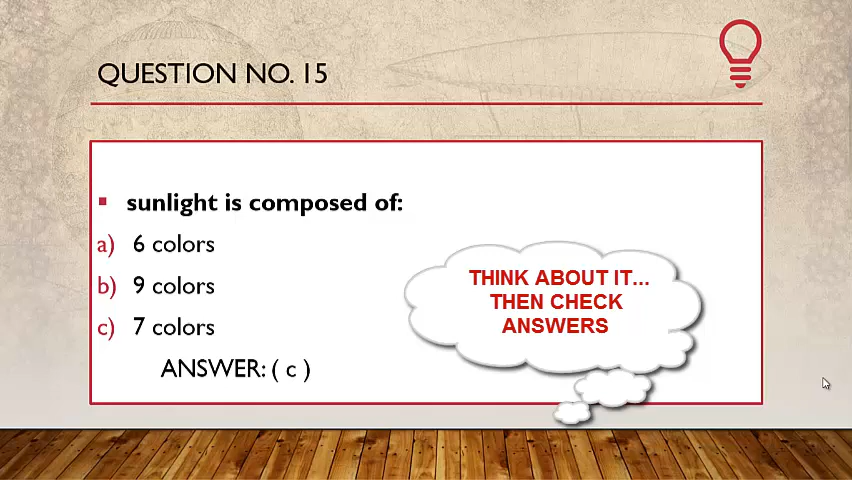 QUESTION NO. 15
sunlight is composed of:
a) 6 colors
b) 9 colors
c) 7 colors
ANSWER: ( c )
THINK ABOUT IT...
THEN CHECK
ANSWERS